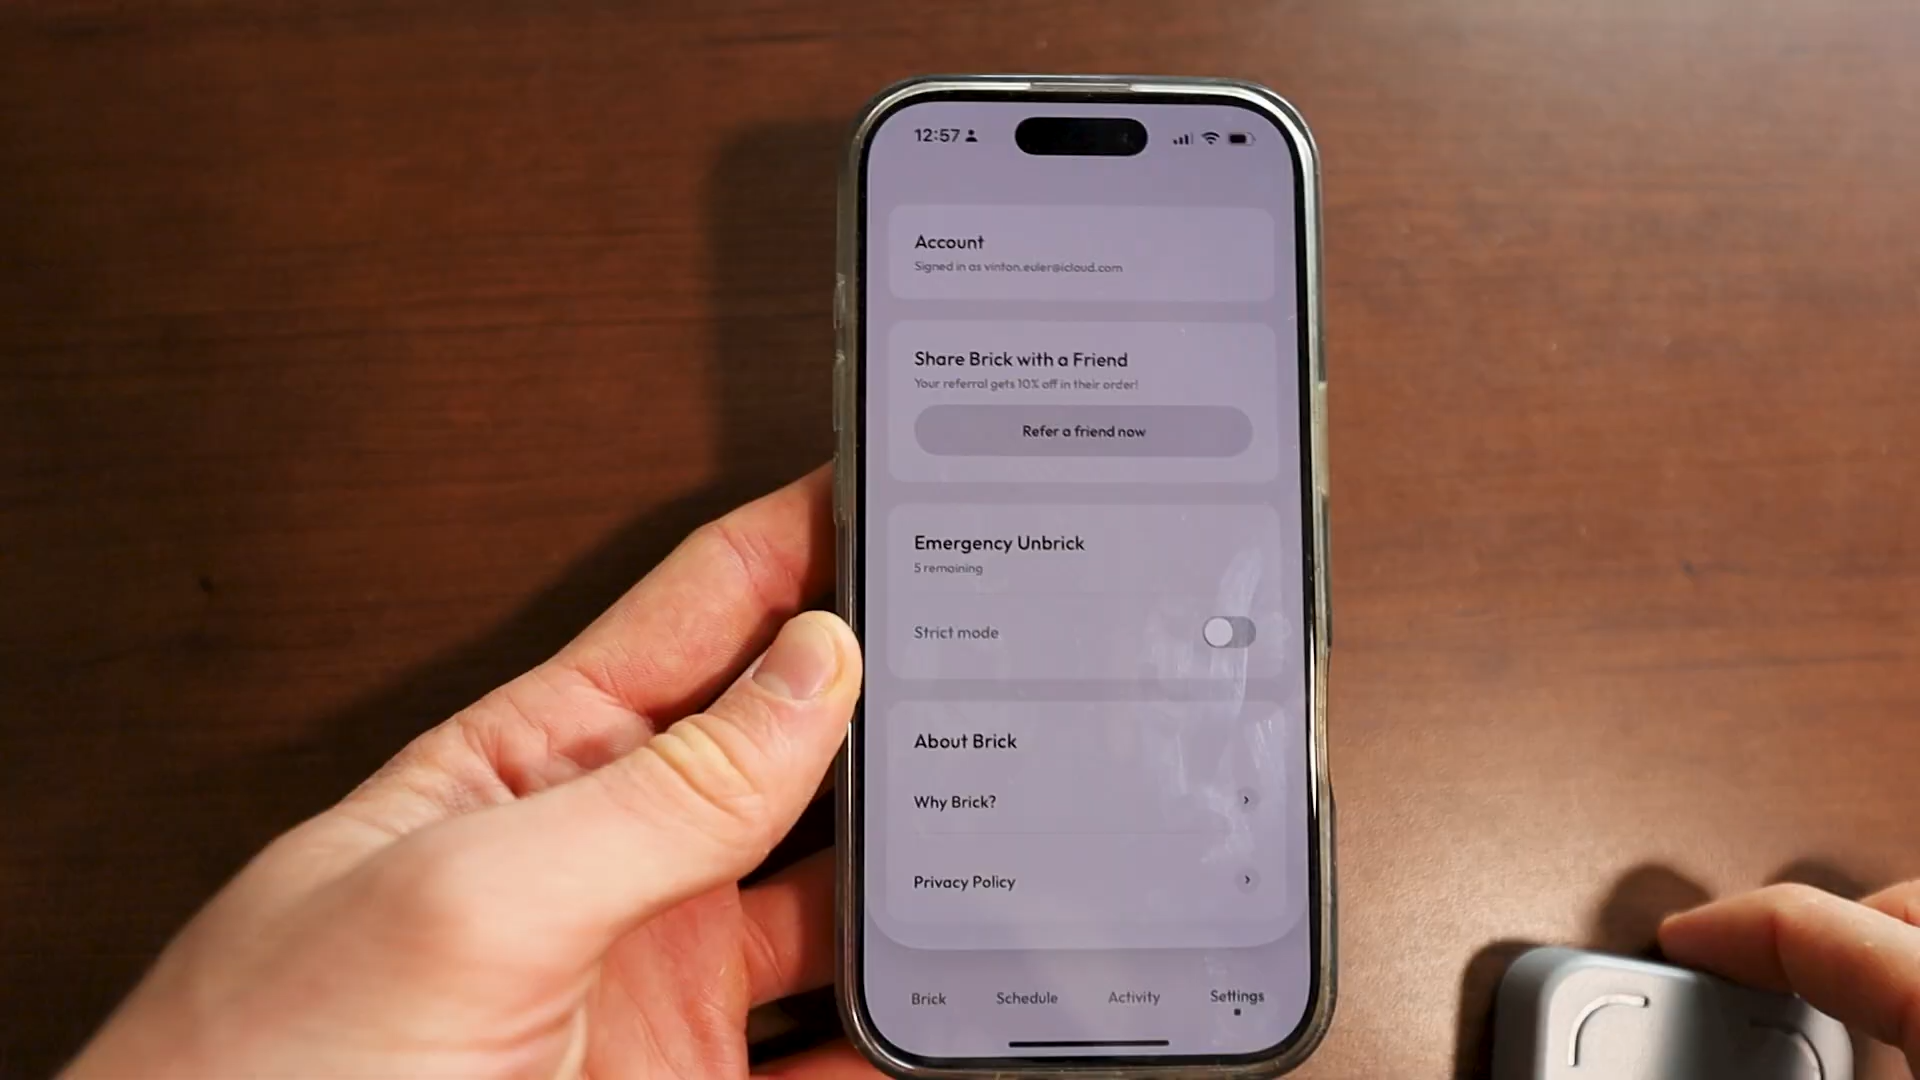 12:57
Account
Signed in as vinton.euler@icloud.com
Share Brick with a Friend
Your referral gets 10% off in their order!
Refer a friend now
Emergency Unbrick
5 remaining
Strict mode
About Brick
Why Brick?
Privacy Policy
Brick Schedule Activity Settings